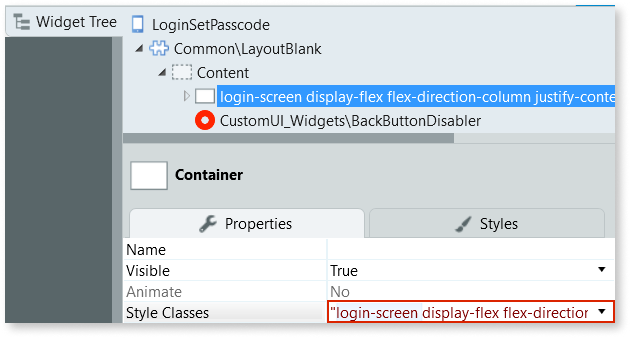 Widget Tree
LoginSetPasscode
Common\LayoutBlank
Content
login-screen display-flex flex-direction-column justify-conte
CustomUI_Widgets\BackButtonDisabler
Container
Properties
Styles
Name
Visible True
Animate No
Style Classes "login-screen display-flex flex-direction